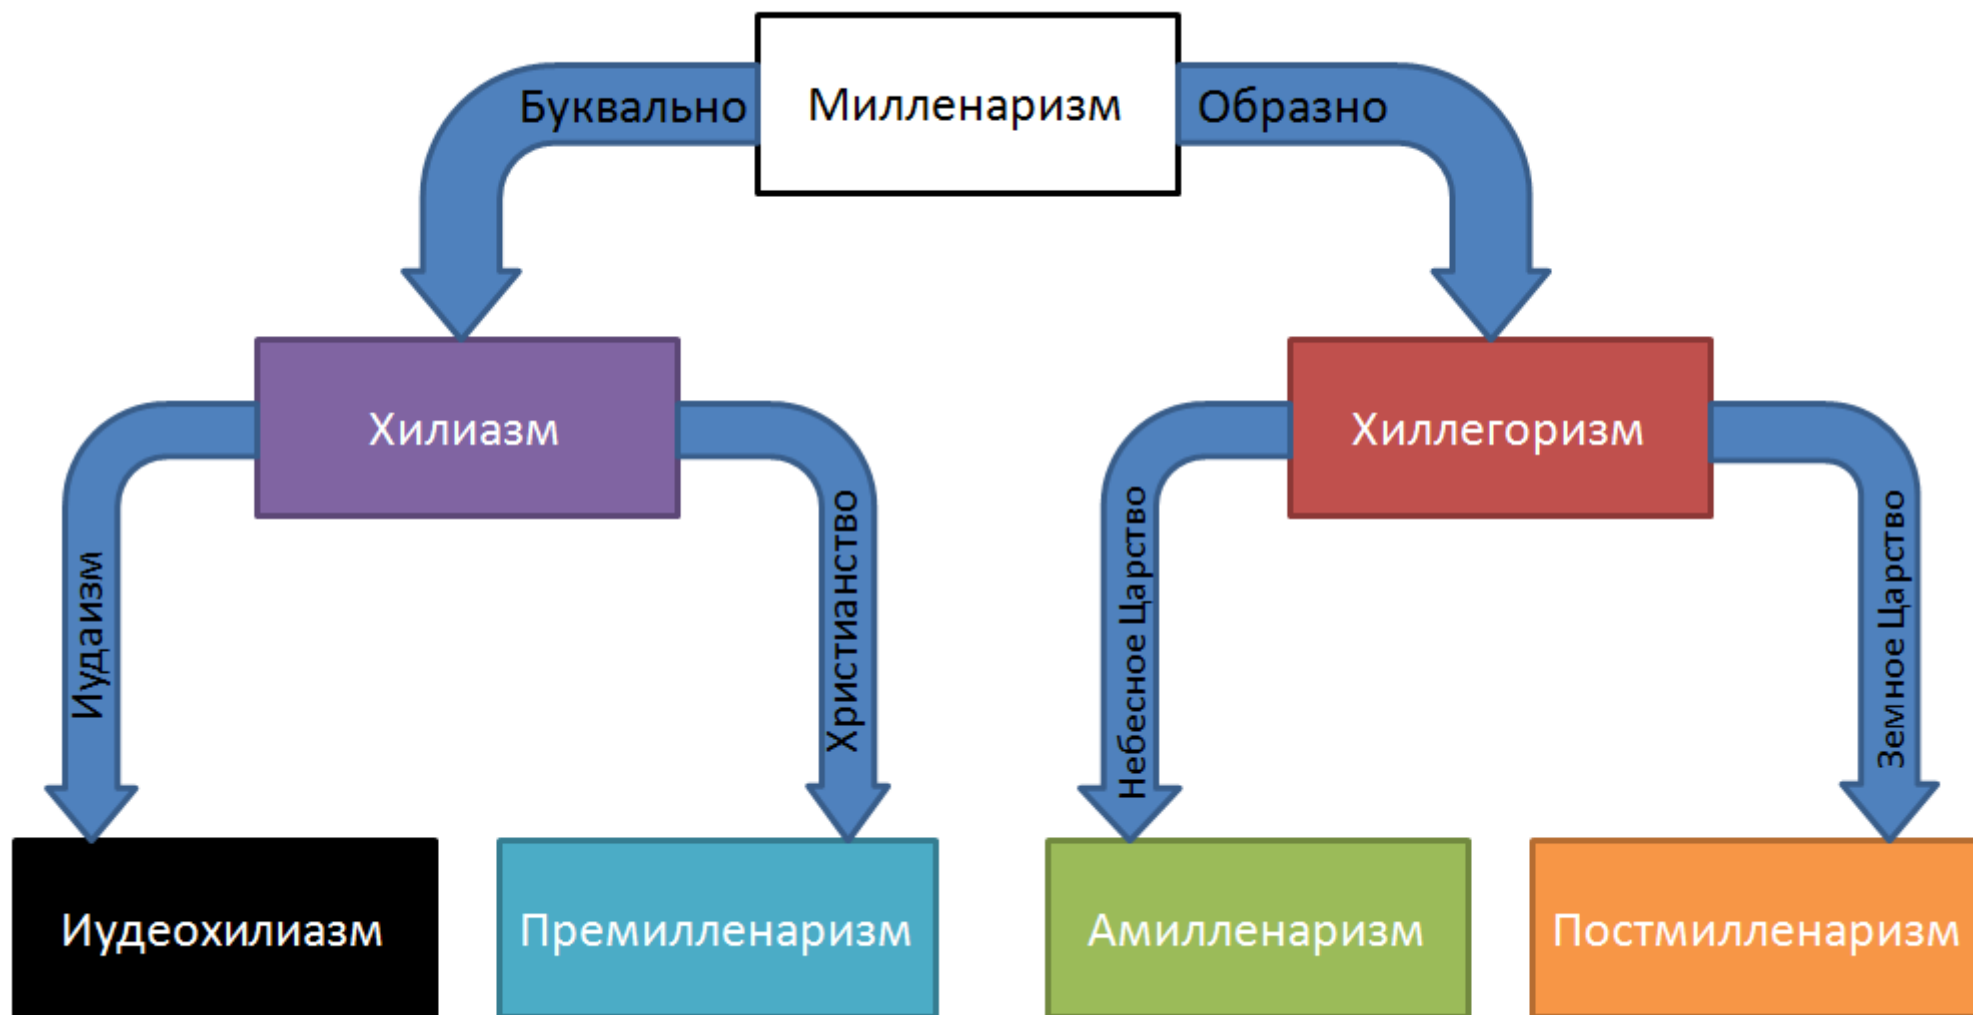 Буквально
Милленаризм
Образно
Хилиазм
Хиллегоризм
Иудаизм
Христианство
Небесное Царство
Земное Царство
Иудеохилиазм
Премилленаризм
Амилленаризм
Постмилленаризм